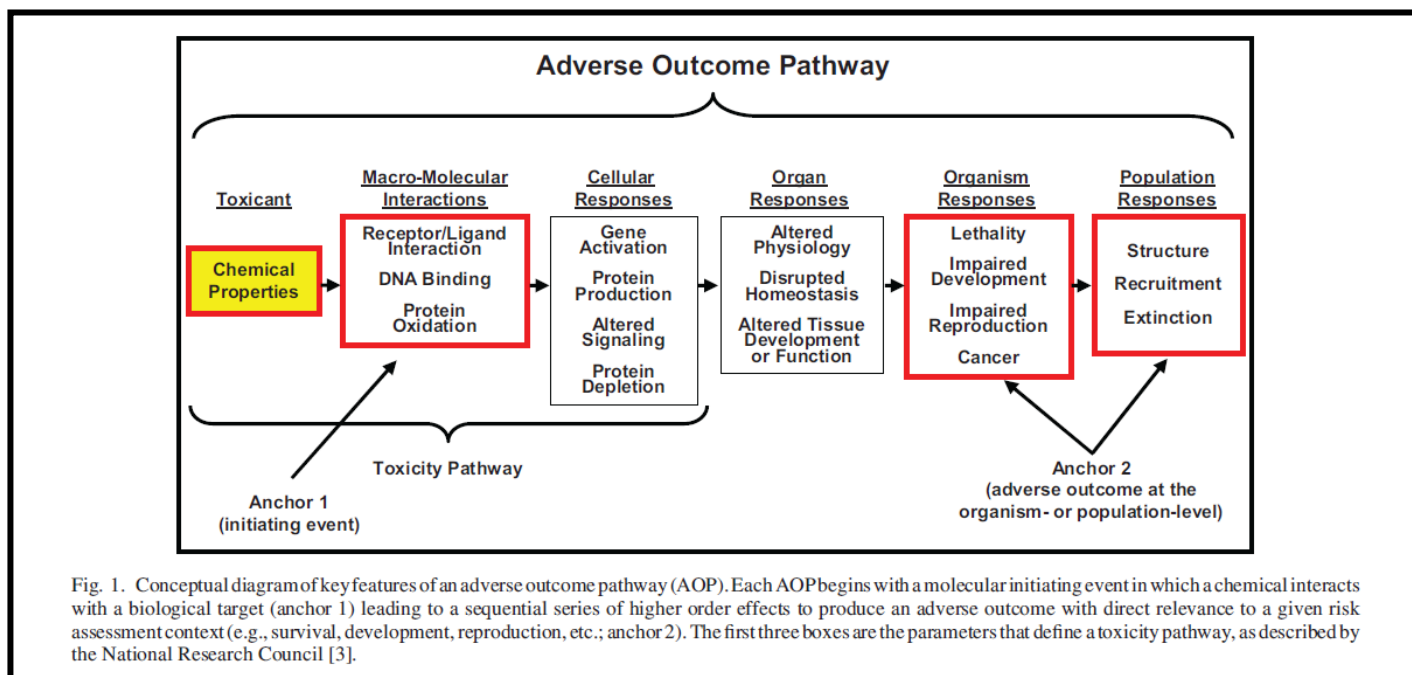 Adverse Outcome Pathway
Toxicant
Chemical
Properties
Macro-Molecular
Interactions
Receptor/Ligand
Interaction
DNA Binding
Protein
Oxidation
Cellular
Responses
Gene
Activation
Protein
Production
Altered
Signaling
Protein
Depletion
Organ
Responses
Altered
Physiology
Disrupted
Homeostasis
Altered Tissue
Development
or Function
Organism
Responses
Lethality
Impaired
Development
Impaired
Reproduction
Cancer
Population
Responses
Structure
Recruitment
Extinction
Toxicity Pathway
Anchor 1
(initiating event)
Anchor 2
(adverse outcome at the
organism- or population-level)
Fig. 1. Conceptual diagram of key features of an adverse outcome pathway (AOP). Each AOP begins with a molecular initiating event in which a chemical interacts
with a biological target (anchor 1) leading to a sequential series of higher order effects to produce an adverse outcome with direct relevance to a given risk
assessment context (e.g., survival, development, reproduction, etc.; anchor 2). The first three boxes are the parameters that define a toxicity pathway, as described by
the National Research Council [3].